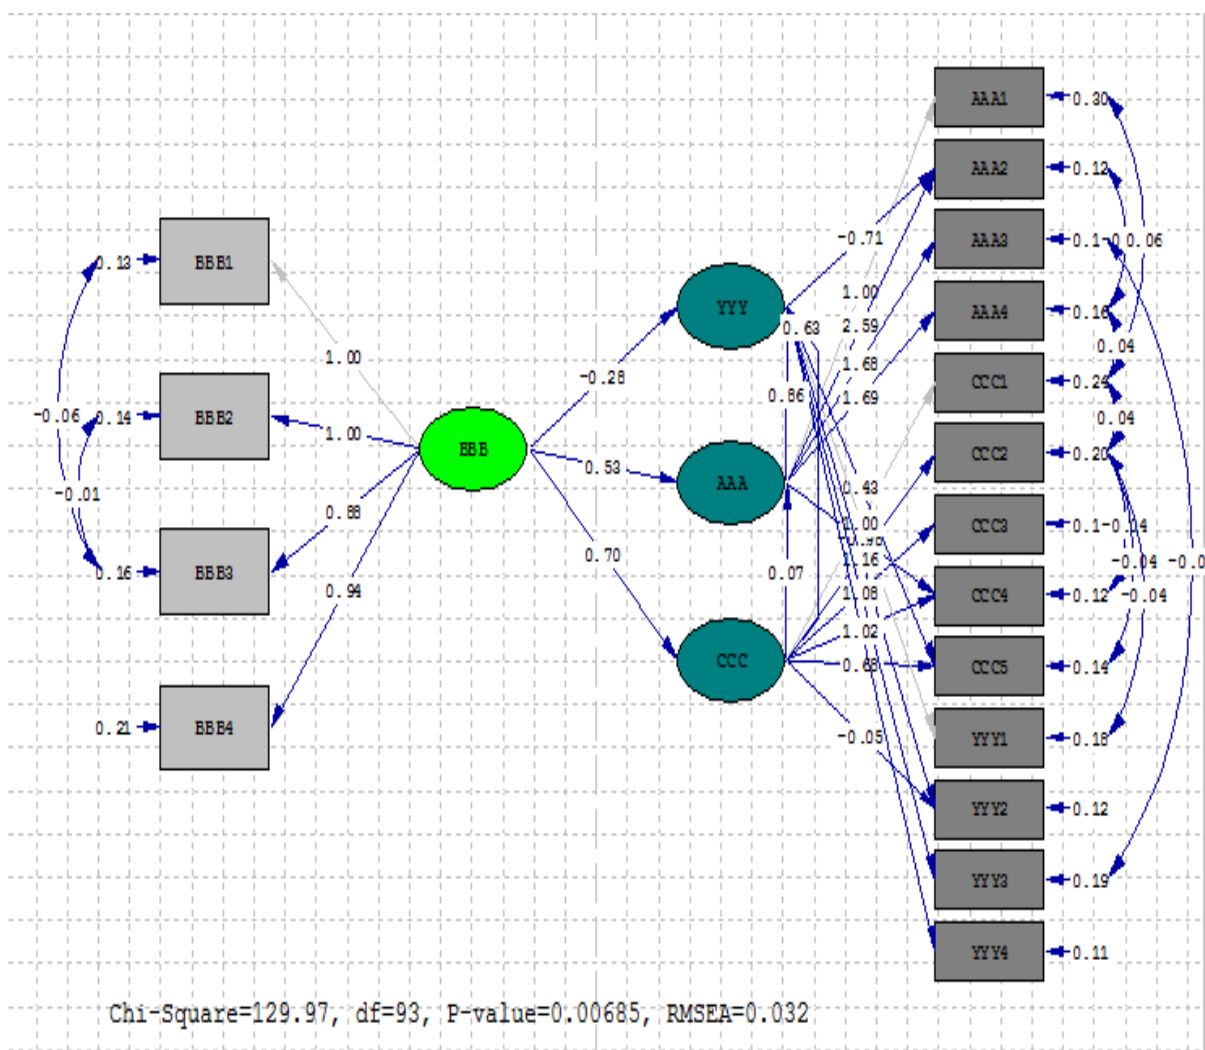 AAA1
0.30
AAA2
0.12
-0.71
AAA3
0.06
0.13
BBB1
1.00
AAA4
0.16
YYY
0.63
2.59
0.04
1.00
1.68
-0.28
CCC1
0.24
0.86
1.69
-0.06
0.14
BBB2
1.00
0.04
BBB
CCC2
0.20
0.53
AAA
0.43
-0.01
0.88
CCC3
1.00
0.70
1.16
-0.04
0.16
BBB3
0.07
0.94
1.08
CCC4
0.12
-0.04
1.02
CCC
0.68
CCC5
0.14
0.21
BBB4
-0.05
YYY1
0.18
YYY2
0.12
YYY3
0.19
YYY4
0.11
Chi-Square=129.97, df=93, P-value=0.00685, RMSEA=0.032